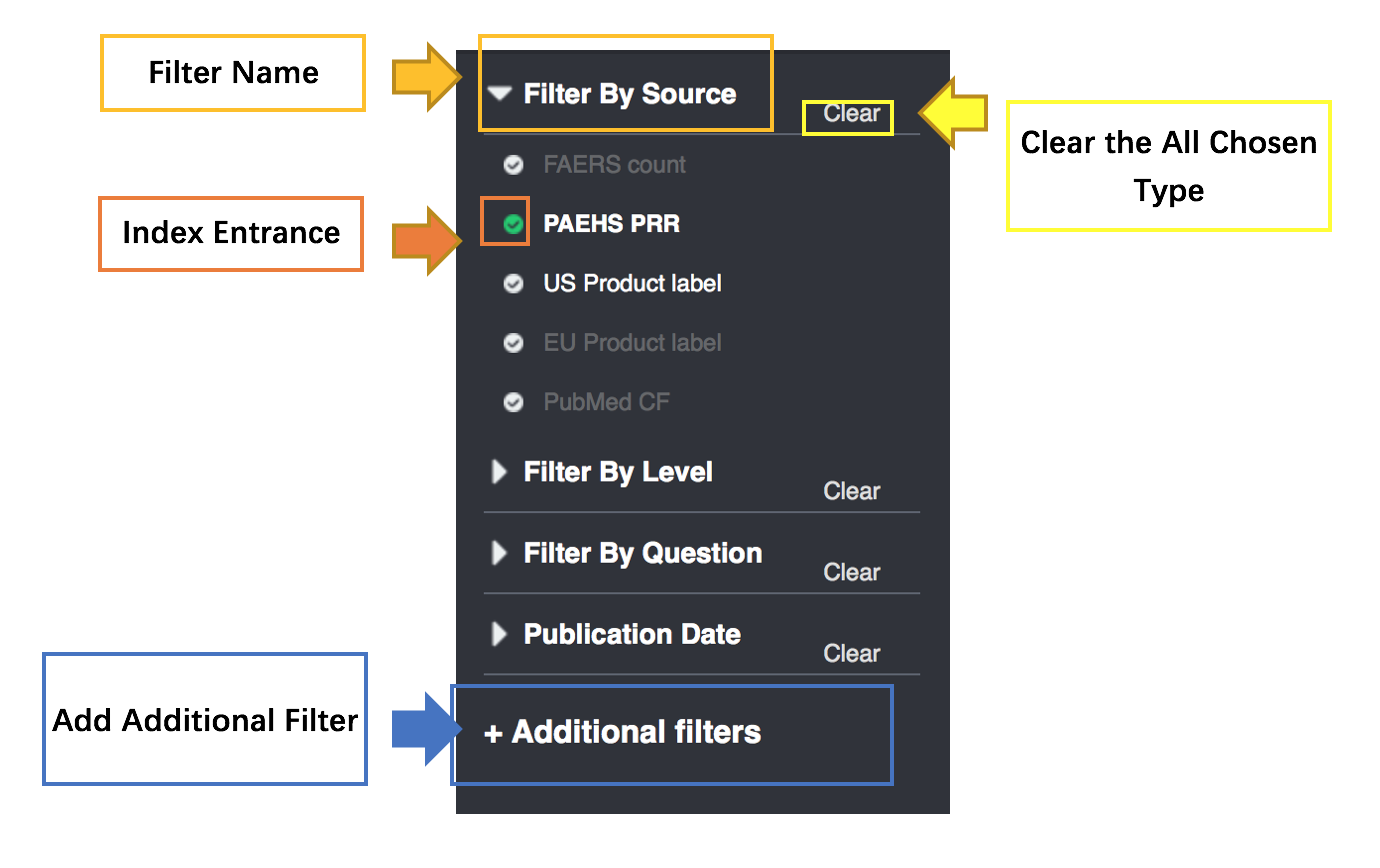 Filter Name
Filter By Source
Clear
Clear the All Chosen
Type
FAERS count
Index Entrance
PAEHS PRR
US Product label
EU Product label
PubMed CF
Filter By Level
Clear
Filter By Question
Clear
Publication Date
Clear
Add Additional Filter
+ Additional filters